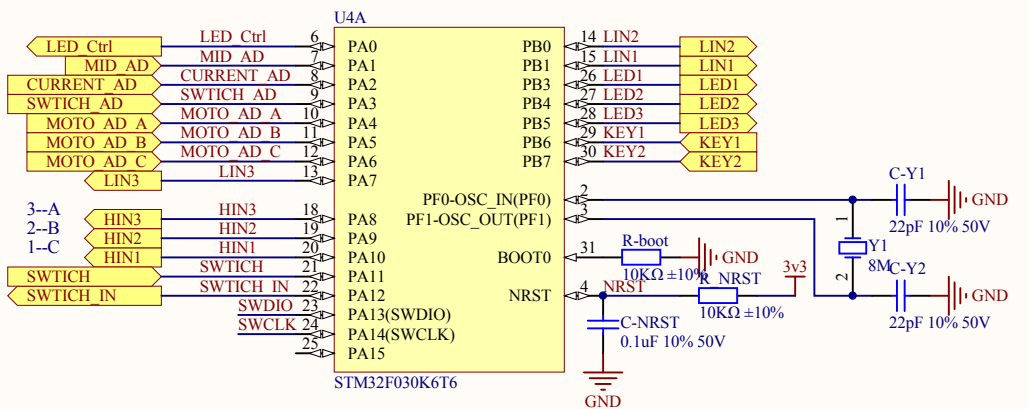 U4A
LED_Ctrl LED_Ctrl 6 PA0 PB0 14 LIN2 LIN2
MID_AD MID_AD 7 PA1 PB1 15 LIN1 LIN1
CURRENT_AD CURRENT_AD 8 PA2 PB3 26 LED1 LED1
SWTICH_AD SWTICH_AD 9 PA3 PB4 27 LED2 LED2
MOTO_AD_A MOTO_AD_A 10 PA4 PB5 28 LED3 LED3
MOTO_AD_B MOTO_AD_B 11 PA5 PB6 29 KEY1 KEY1
MOTO_AD_C MOTO_AD_C 12 PA6 PB7 30 KEY2 KEY2
LIN3 LIN3 13 PA7
PF0-OSC_IN(PF0) 2 C-Y1 GND
22pF 10% 50V
3--A HIN3 HIN3 18 PA8 PF1-OSC_OUT(PF1) 3
2--B HIN2 HIN2 19 PA9
1--C HIN1 HIN1 20 PA10 BOOT0 31 R-boot GND
10KΩ ±10%
1 Y1
2 8M
SWTICH SWTICH 21 PA11
SWTICH_IN SWTICH_IN 22 PA12 NRST 4 NRST R_NRST 3v3
10KΩ ±10%
C-Y2 GND
22pF 10% 50V
SWDIO 23 PA13(SWDIO)
SWCLK 24 PA14(SWCLK)
C-NRST
0.1uF 10% 50V
25 PA15
STM32F030K6T6
GND